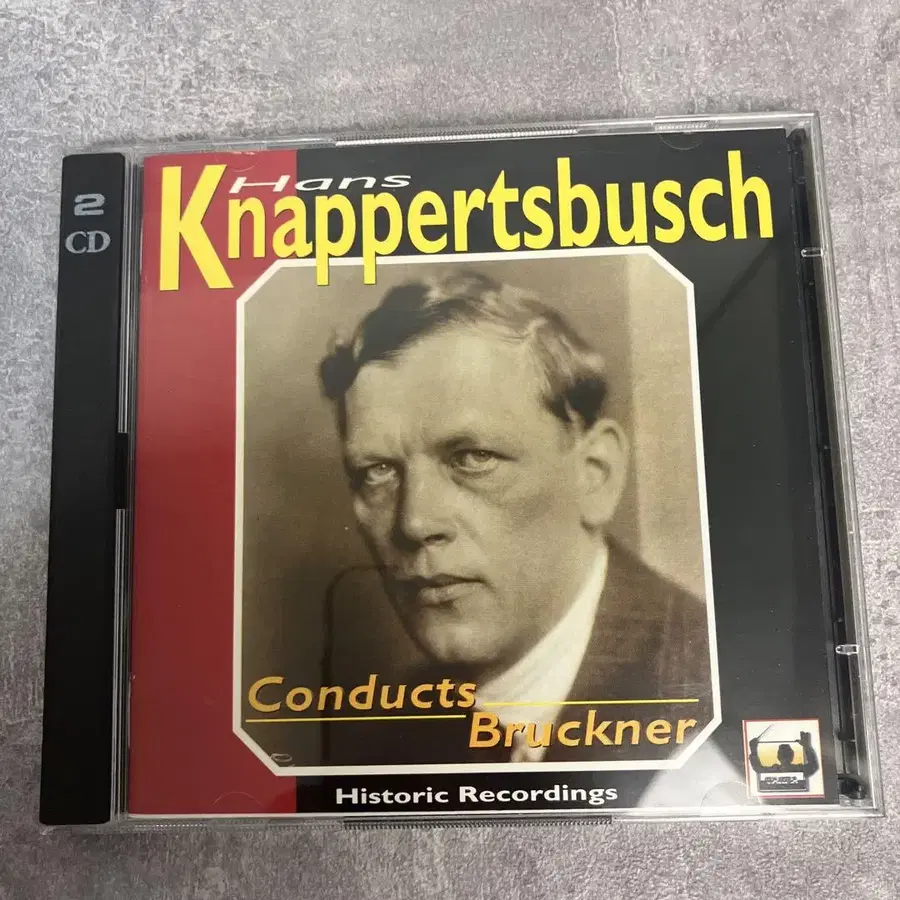 2
CD
Hans
Knappertsbusch
Conducts
Bruckner
Historic Recordings